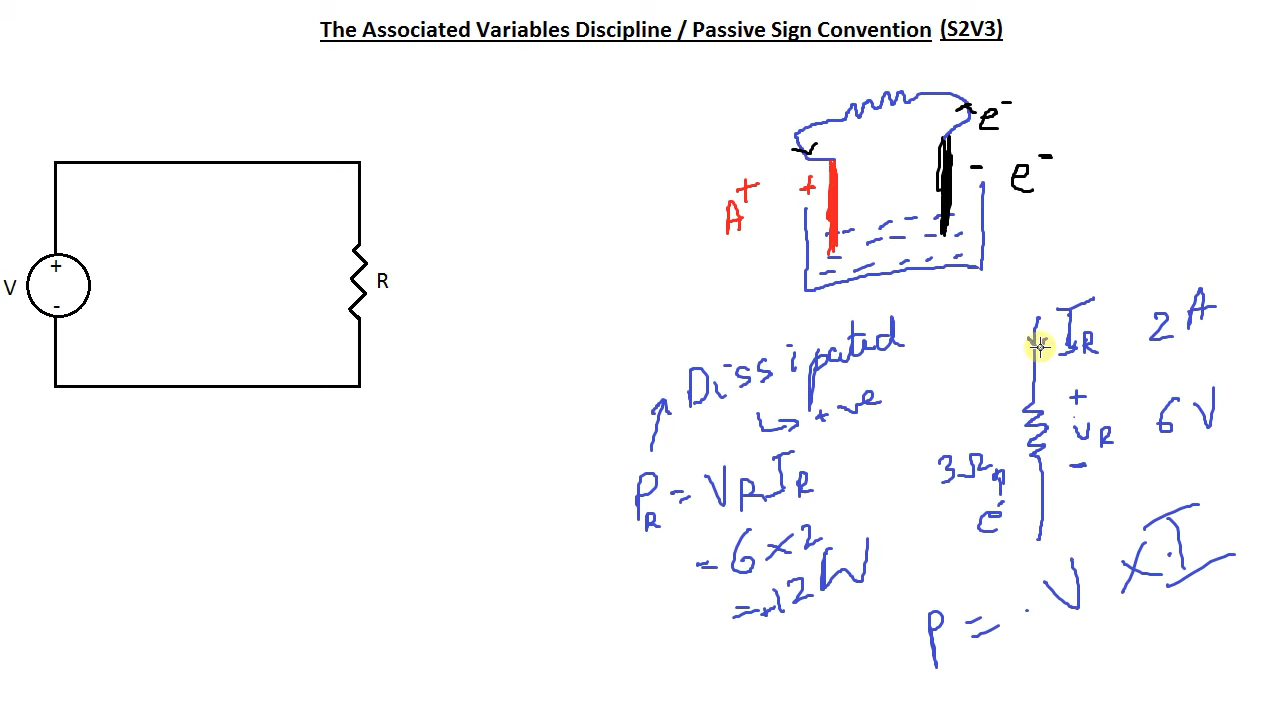 The Associated Variables Discipline / Passive Sign Convention (S2V3)
e⁻
+ - e⁻
A⁺
+
V
-
R
Dissipated
↳ +ve
P_R = V_R I_R
= 6 × 2
= +12 W
I_R 2 A
+
v_R 6 V
-
3Ω
e⁻
P = V × I